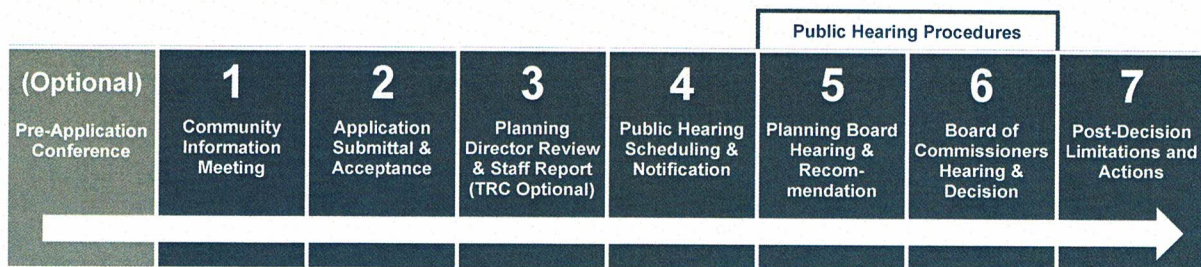 Public Hearing Procedures
(Optional)
Pre-Application
Conference
1
Community
Information
Meeting
2
Application
Submittal &
Acceptance
3
Planning
Director Review
& Staff Report
(TRC Optional)
4
Public Hearing
Scheduling &
Notification
5
Planning Board
Hearing &
Recom-
mendation
6
Board of
Commissioners
Hearing &
Decision
7
Post-Decision
Limitations and
Actions